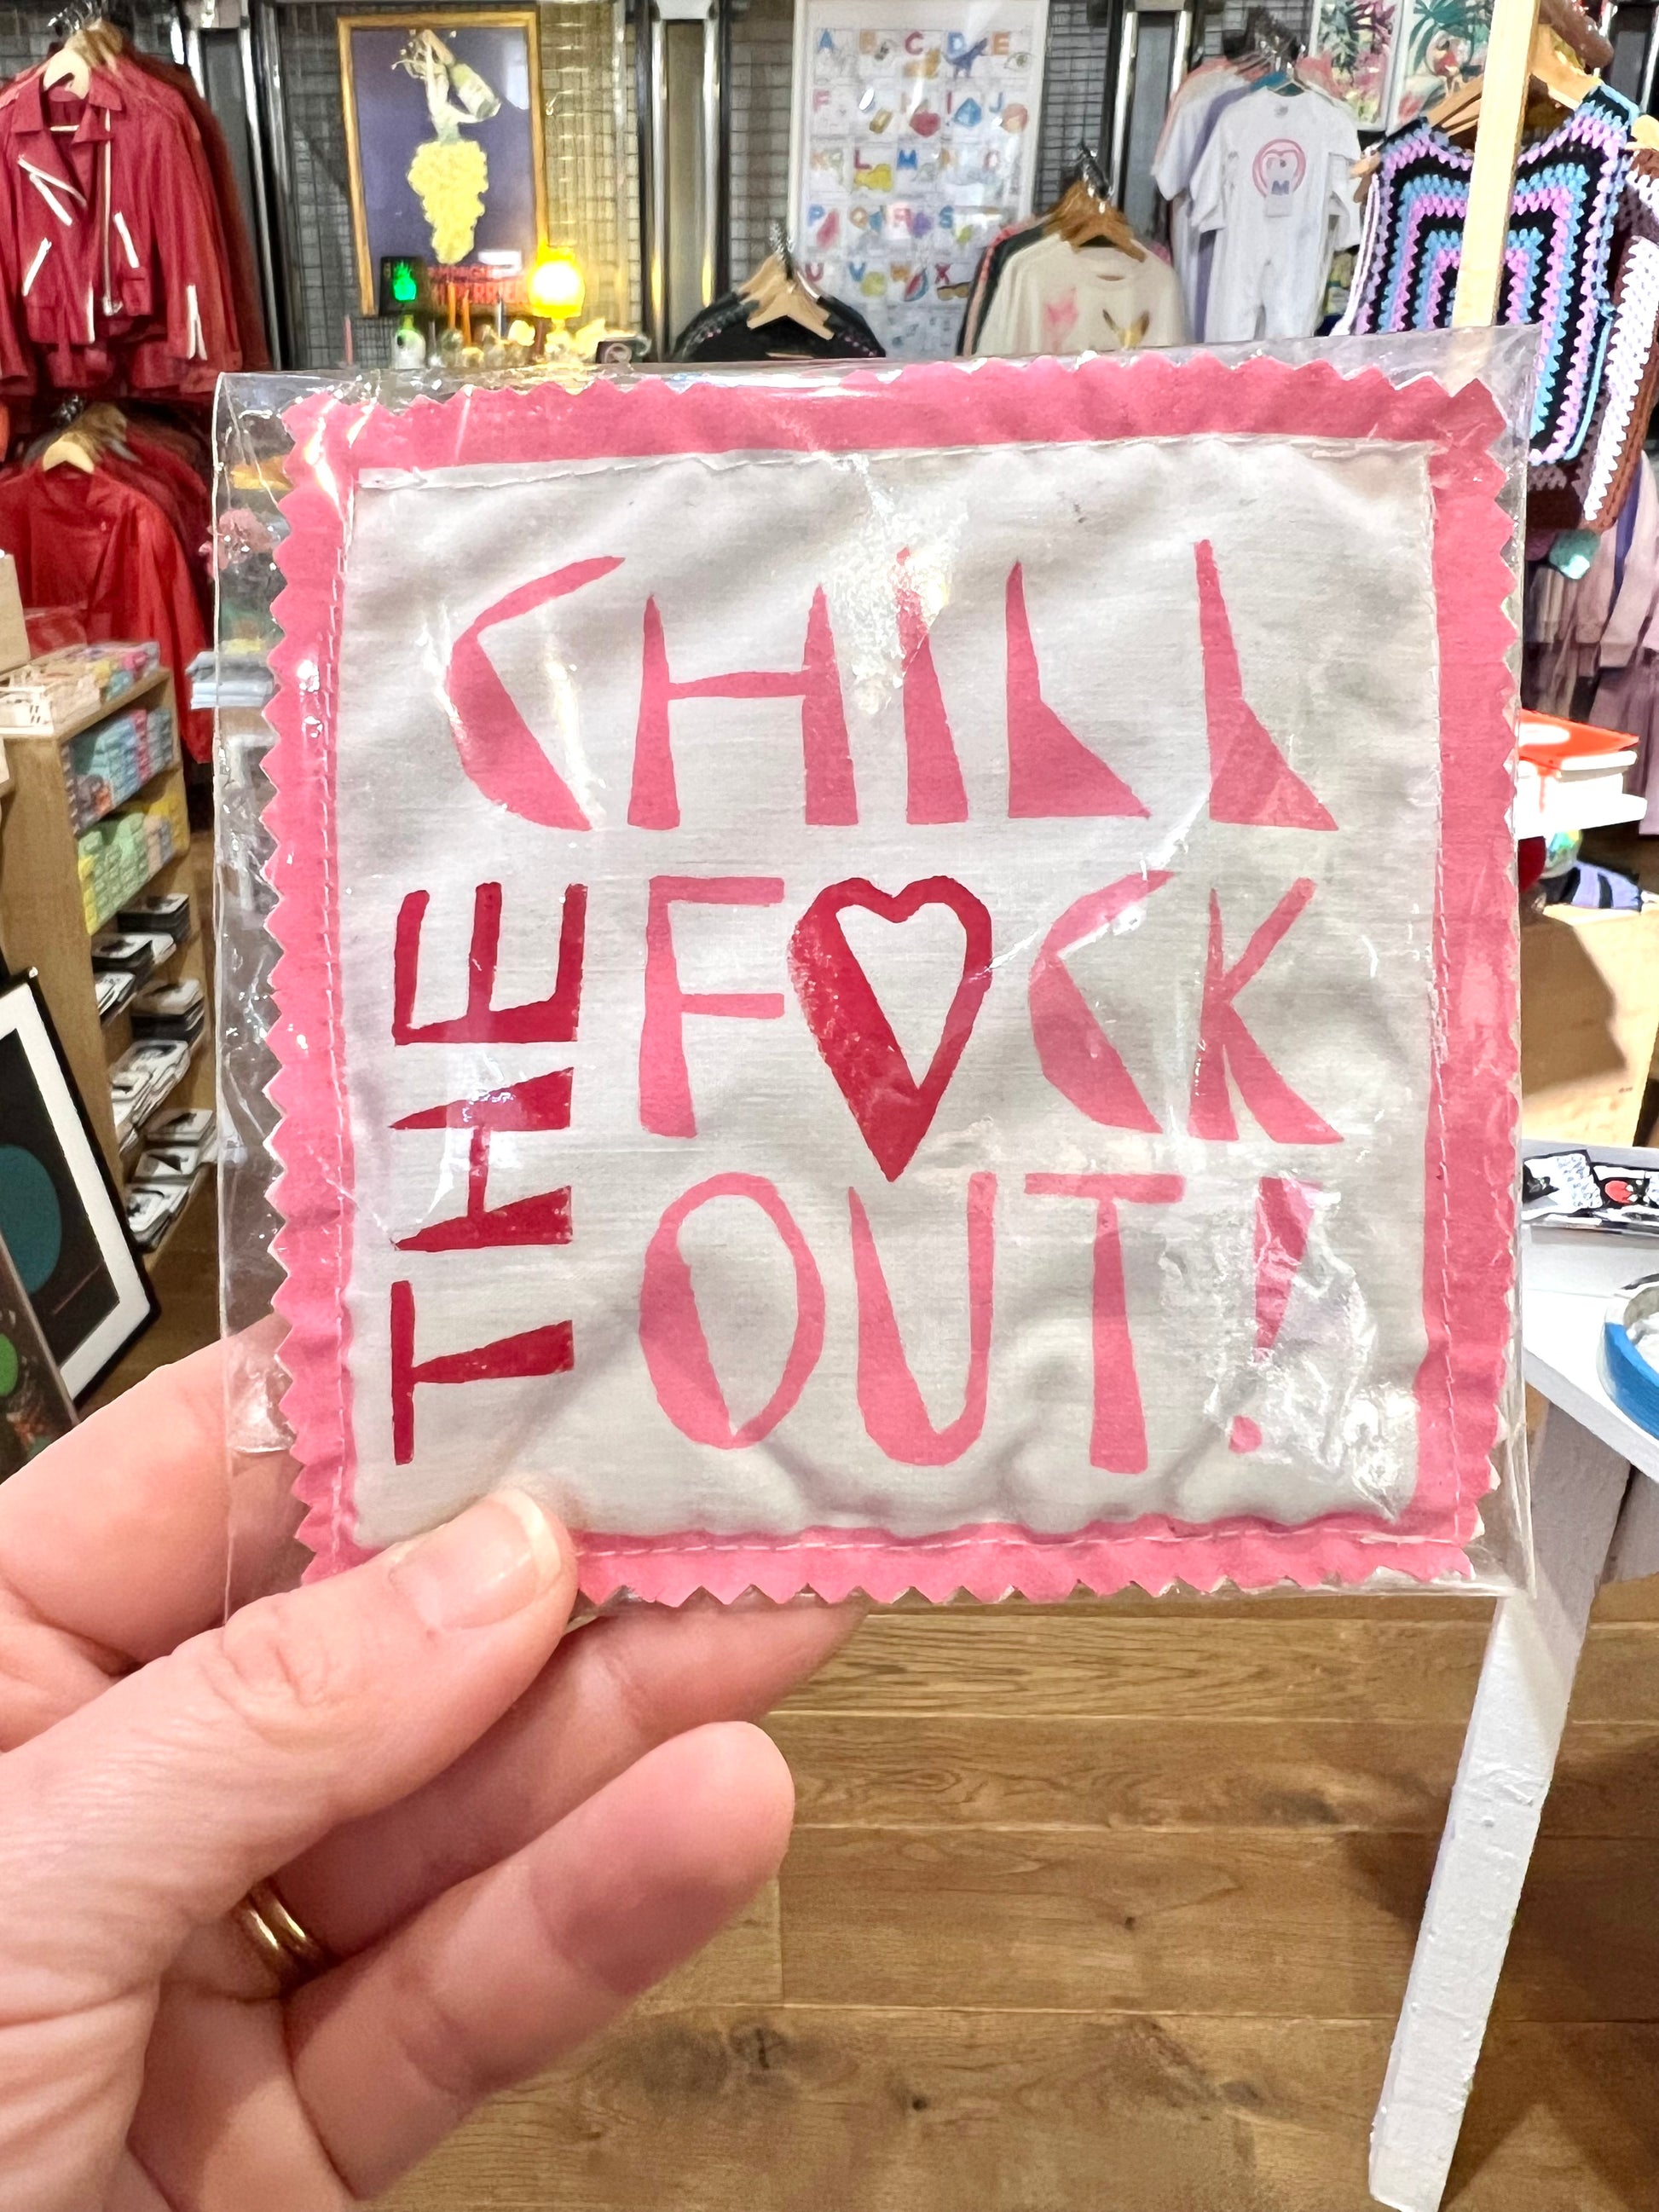 CHILL
THE
F♥CK
OUT!
A B C D E
F
K L M N O
P Q R S
U V W X